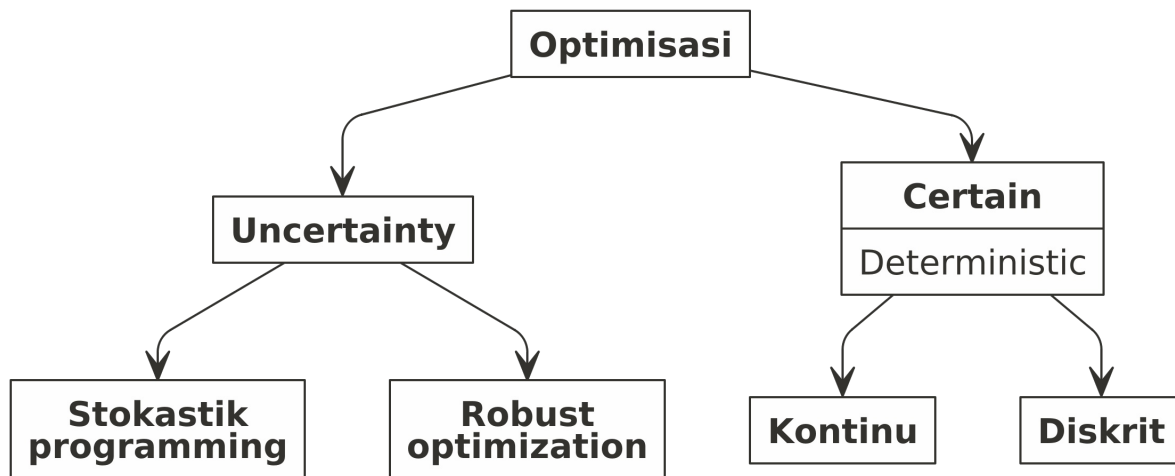 Optimisasi
Uncertainty
Certain
Deterministic
Stokastik
programming
Robust
optimization
Kontinu
Diskrit